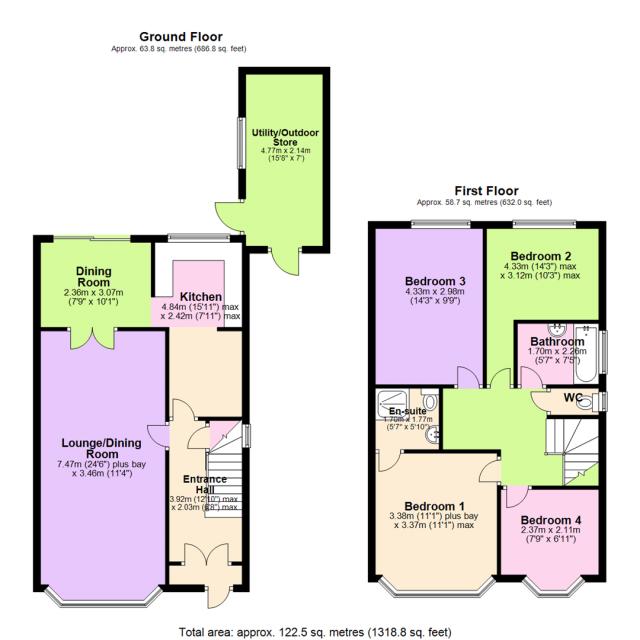 Ground Floor
Approx. 63.8 sq. metres (686.8 sq. feet)
Utility/Outdoor
Store
4.77m x 2.14m
(15'8" x 7')
Dining
Room
2.36m x 3.07m
(7'9" x 10'1")
Kitchen
4.84m (15'11") max
x 2.42m (7'11") max
Lounge/Dining
Room
7.47m (24'6") plus bay
x 3.46m (11'4")
Entrance
Hall
3.92m (12'10") max
x 2.03m (6'8") max
First Floor
Approx. 58.7 sq. metres (632.0 sq. feet)
Bedroom 3
4.33m x 2.98m
(14'3" x 9'9")
Bedroom 2
4.33m (14'3") max
x 3.12m (10'3") max
Bathroom
1.70m x 2.26m
(5'7" x 7'5")
WC
En-suite
1.70m x 1.77m
(5'7" x 5'10")
Bedroom 1
3.38m (11'1") plus bay
x 3.37m (11'1") max
Bedroom 4
2.37m x 2.11m
(7'9" x 6'11")
Total area: approx. 122.5 sq. metres (1318.8 sq. feet)